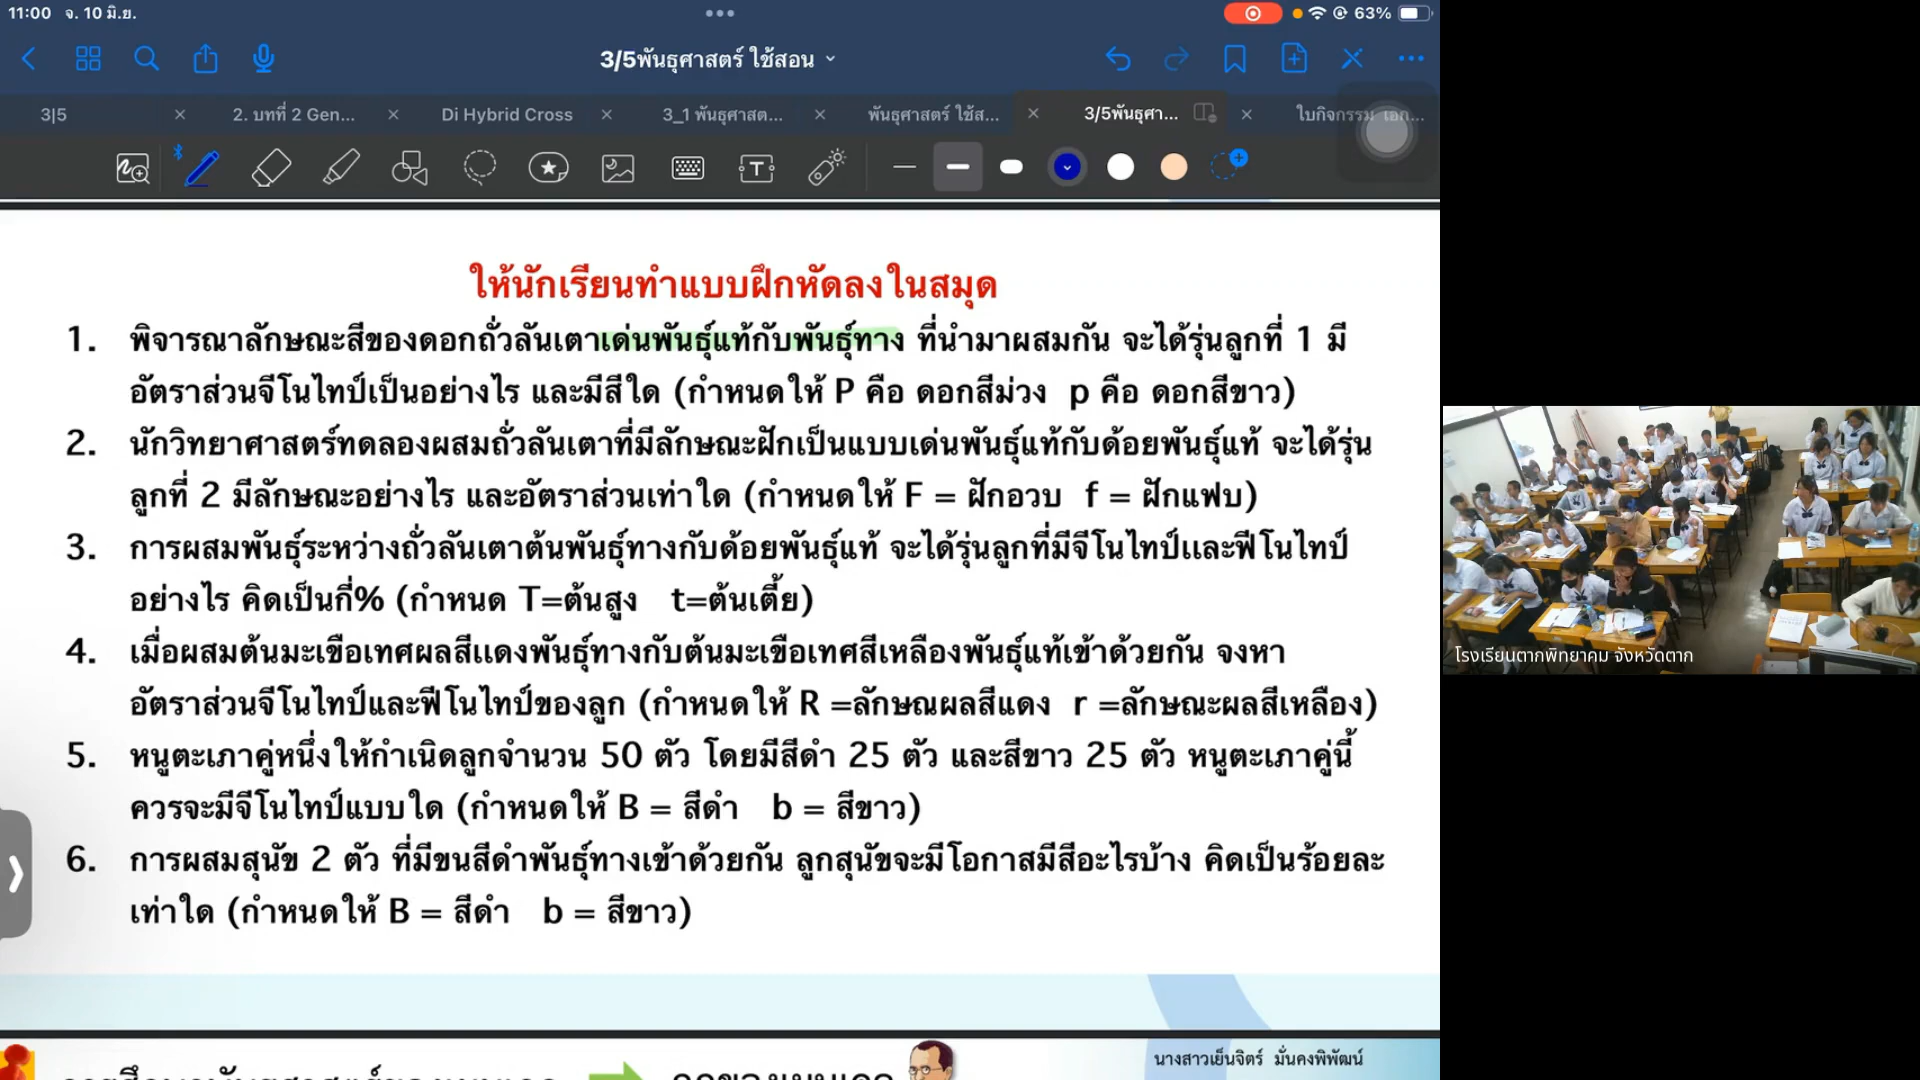 11:00 จ. 10 มิ.ย.
63%
3/5พันธุศาสตร์ ใช้สอน
3|5
2. บทที่ 2 Gen...
Di Hybrid Cross
3_1 พันธุศาสต...
พันธุศาสตร์ ใช้ส...
3/5พันธุศา...
ใบกิจกรรม เอก...
ให้นักเรียนทำแบบฝึกหัดลงในสมุด
1. พิจารณาลักษณะสีของดอกถั่วลันเตาเด่นพันธุ์แท้กับพันธุ์ทาง ที่นำมาผสมกัน จะได้รุ่นลูกที่ 1 มี
อัตราส่วนจีโนไทป์เป็นอย่างไร และมีสีใด (กำหนดให้ P คือ ดอกสีม่วง p คือ ดอกสีขาว)
2. นักวิทยาศาสตร์ทดลองผสมถั่วลันเตาที่มีลักษณะฝักเป็นแบบเด่นพันธุ์แท้กับด้อยพันธุ์แท้ จะได้รุ่น
ลูกที่ 2 มีลักษณะอย่างไร และอัตราส่วนเท่าใด (กำหนดให้ F = ฝักอวบ f = ฝักแฟบ)
3. การผสมพันธุ์ระหว่างถั่วลันเตาต้นพันธุ์ทางกับด้อยพันธุ์แท้ จะได้รุ่นลูกที่มีจีโนไทป์และฟีโนไทป์
อย่างไร คิดเป็นกี่% (กำหนด T=ต้นสูง t=ต้นเตี้ย)
4. เมื่อผสมต้นมะเขือเทศผลสีแดงพันธุ์ทางกับต้นมะเขือเทศสีเหลืองพันธุ์แท้เข้าด้วยกัน จงหา
อัตราส่วนจีโนไทป์และฟีโนไทป์ของลูก (กำหนดให้ R =ลักษณผลสีแดง r =ลักษณะผลสีเหลือง)
5. หนูตะเภาคู่หนึ่งให้กำเนิดลูกจำนวน 50 ตัว โดยมีสีดำ 25 ตัว และสีขาว 25 ตัว หนูตะเภาคู่นี้
ควรจะมีจีโนไทป์แบบใด (กำหนดให้ B = สีดำ b = สีขาว)
6. การผสมสุนัข 2 ตัว ที่มีขนสีดำพันธุ์ทางเข้าด้วยกัน ลูกสุนัขจะมีโอกาสมีสีอะไรบ้าง คิดเป็นร้อยละ
เท่าใด (กำหนดให้ B = สีดำ b = สีขาว)
โรงเรียนตากพิทยาคม จังหวัดตาก
นางสาวเย็นจิตร์ มั่นคงพิพัฒน์